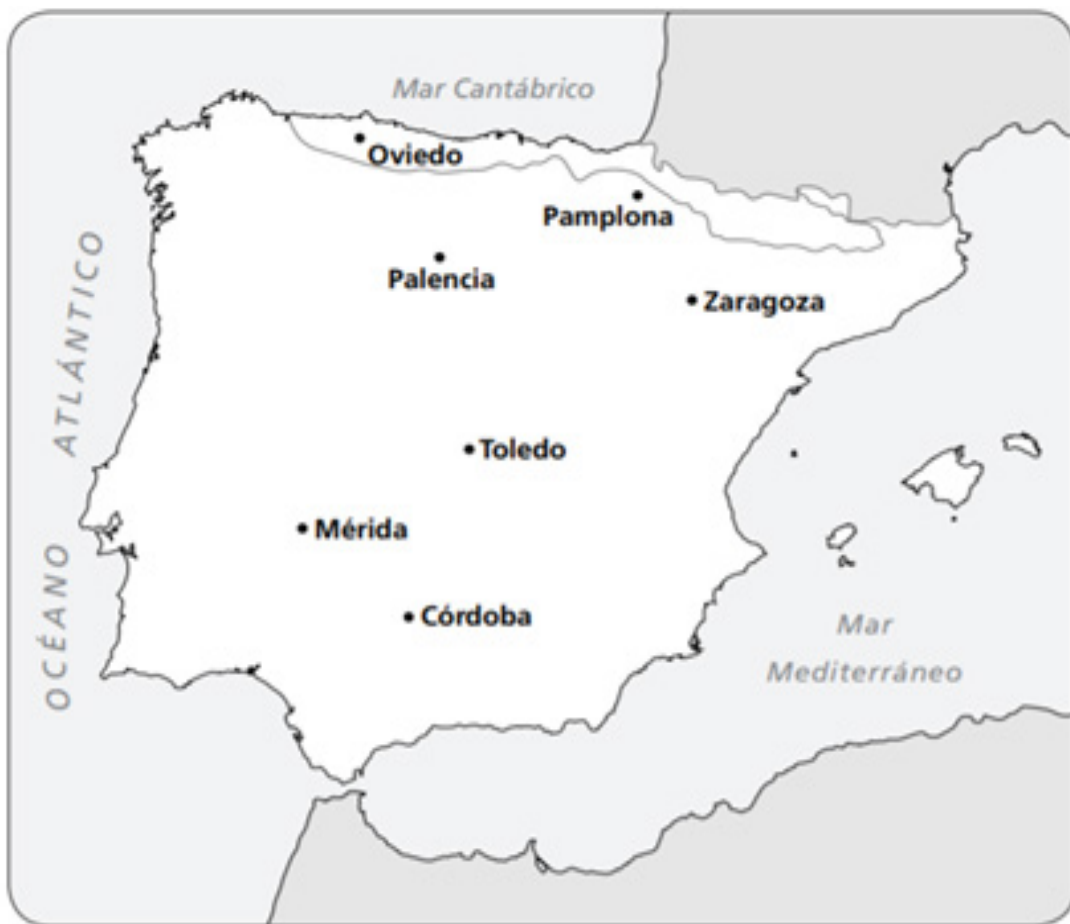 Mar Cantábrico
Oviedo
Pamplona
Palencia
Zaragoza
OCÉANO ATLÁNTICO
Toledo
Mérida
Córdoba
Mar
Mediterráneo